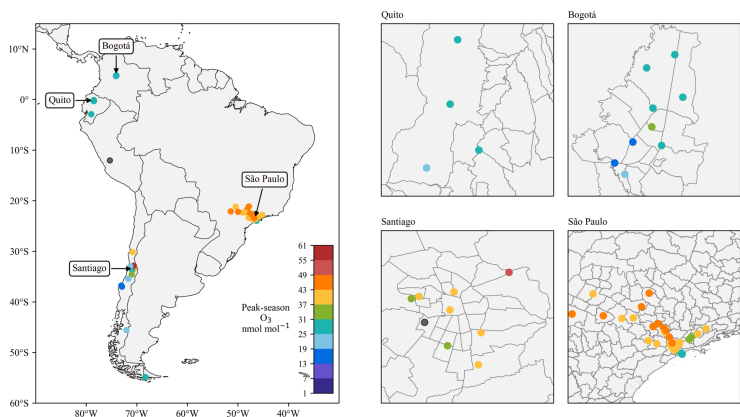 Quito
Bogotá
Bogotá
Quito
São Paulo
Santiago
Santiago
São Paulo
10°N
0°
10°S
20°S
30°S
40°S
50°S
60°S
80°W
70°W
60°W
50°W
40°W
Peak-season
O₃
nmol mol⁻¹
61
55
49
43
37
31
25
19
13
7
1